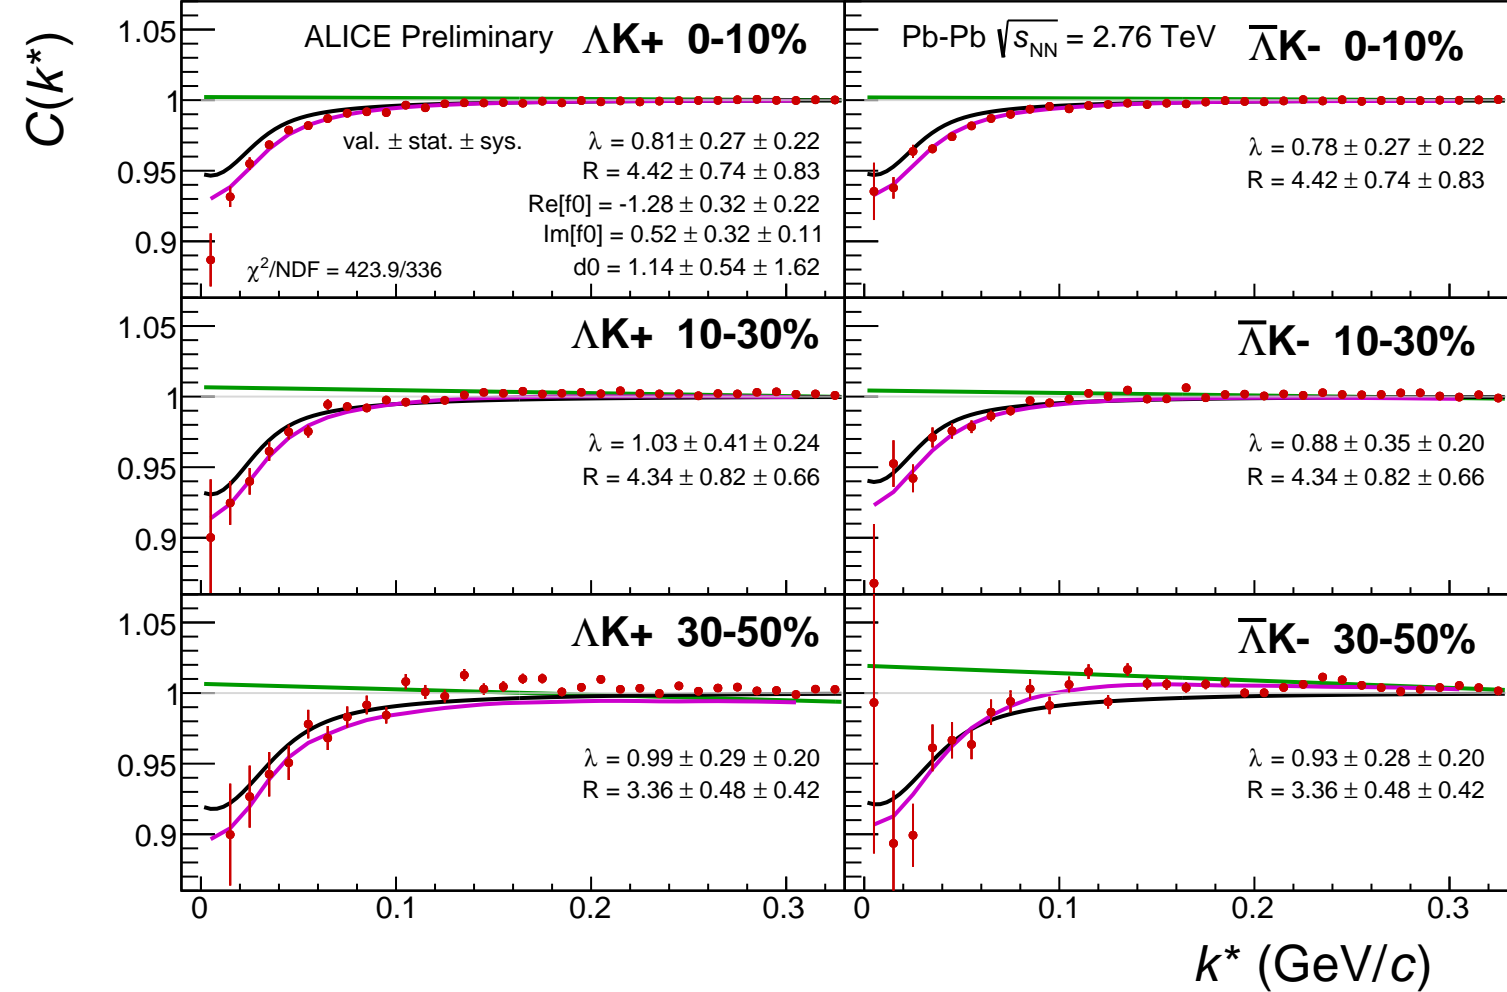 C(k*)
ALICE Preliminary ΛK+ 0-10%
1.05
1
0.95
0.9
val. ± stat. ± sys.
λ = 0.81± 0.27 ± 0.22
R = 4.42 ± 0.74 ± 0.83
Re[f0] = -1.28 ± 0.32 ± 0.22
Im[f0] = 0.52 ± 0.32 ± 0.11
d0 = 1.14 ± 0.54 ± 1.62
χ²/NDF = 423.9/336
Pb-Pb √sNN = 2.76 TeV Λ̅K- 0-10%
λ = 0.78 ± 0.27 ± 0.22
R = 4.42 ± 0.74 ± 0.83
ΛK+ 10-30%
1.05
1
0.95
0.9
λ = 1.03 ± 0.41 ± 0.24
R = 4.34 ± 0.82 ± 0.66
Λ̅K- 10-30%
λ = 0.88 ± 0.35 ± 0.20
R = 4.34 ± 0.82 ± 0.66
ΛK+ 30-50%
1.05
1
0.95
0.9
λ = 0.99 ± 0.29 ± 0.20
R = 3.36 ± 0.48 ± 0.42
Λ̅K- 30-50%
λ = 0.93 ± 0.28 ± 0.20
R = 3.36 ± 0.48 ± 0.42
0 0.1 0.2 0.3 0 0.1 0.2 0.3
k* (GeV/c)